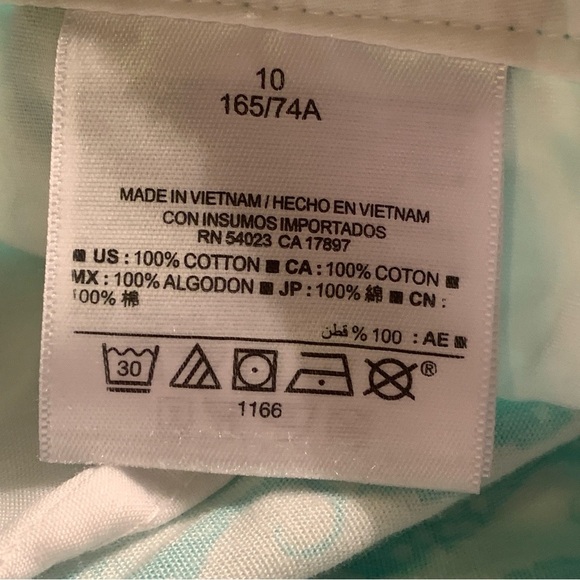 10
165/74A
MADE IN VIETNAM / HECHO EN VIETNAM
CON INSUMOS IMPORTADOS
RN 54023 CA 17897
US : 100% COTTON ■ CA : 100% COTON
MX : 100% ALGODON ■ JP : 100% 綿 ■ CN :
100% 棉
AE : 100 % قطن
30
®
1166